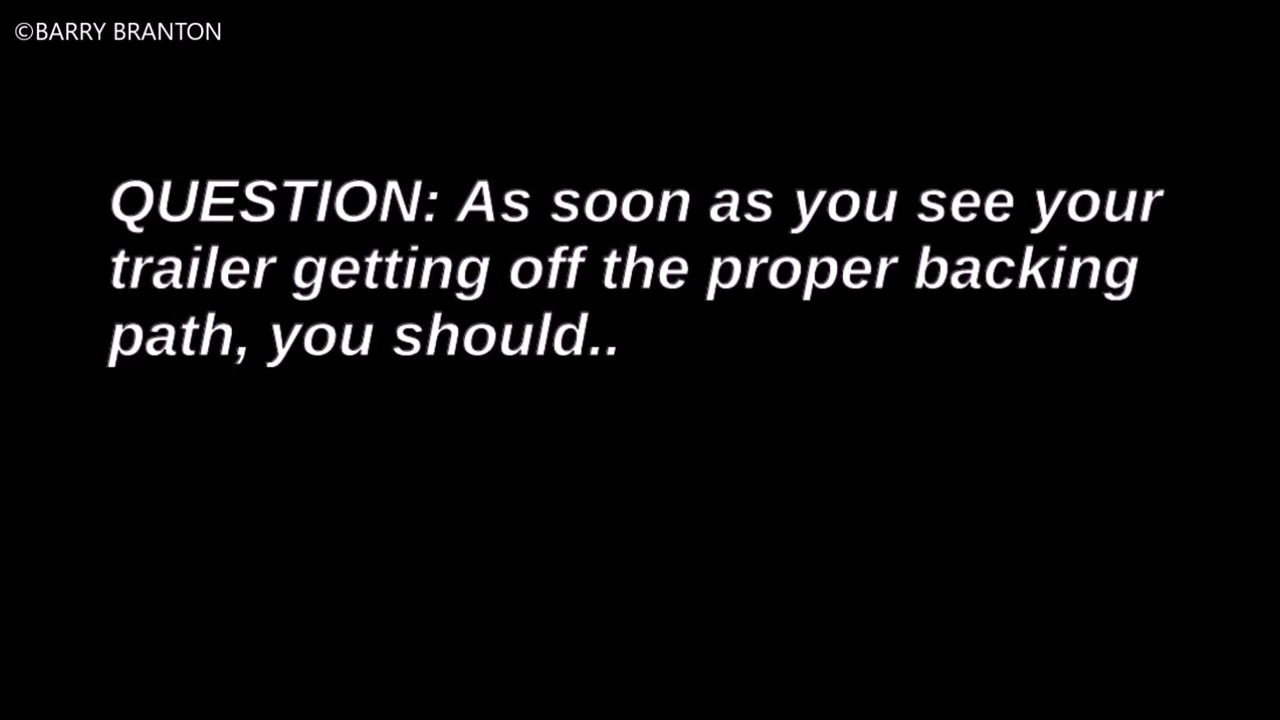 ©BARRY BRANTON
QUESTION: As soon as you see your
trailer getting off the proper backing
path, you should..